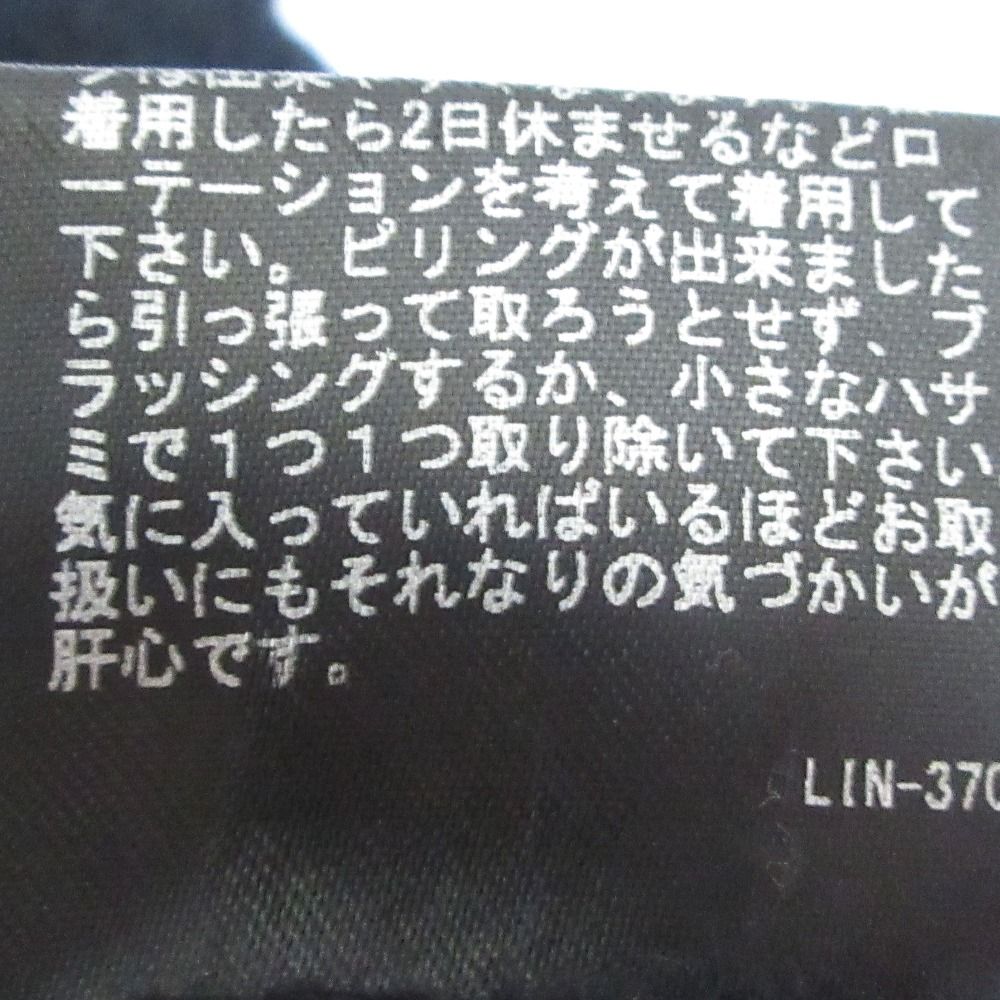 着用したら2日休ませるなどロ
ーテーションを考えて着用して
下さい。ピリングが出来ました
ら引っ張って取ろうとせず、ブ
ラッシングするか、小さなハサ
ミで1つ1つ取り除いて下さい
気に入っていればいるほどお取
扱いにもそれなりの気づかいが
肝心です。
LIN-370